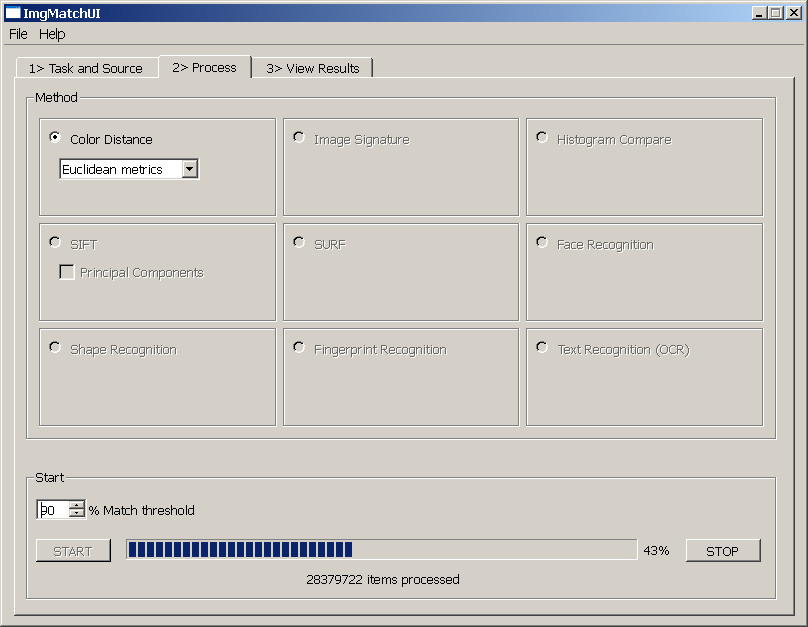 ImgMatchUI
File Help
1> Task and Source 2> Process 3> View Results
Method
Color Distance Image Signature Histogram Compare
Euclidean metrics
SIFT SURF Face Recognition
Principal Components
Shape Recognition Fingerprint Recognition Text Recognition (OCR)
Start
90 % Match threshold
START 43% STOP
28379722 items processed